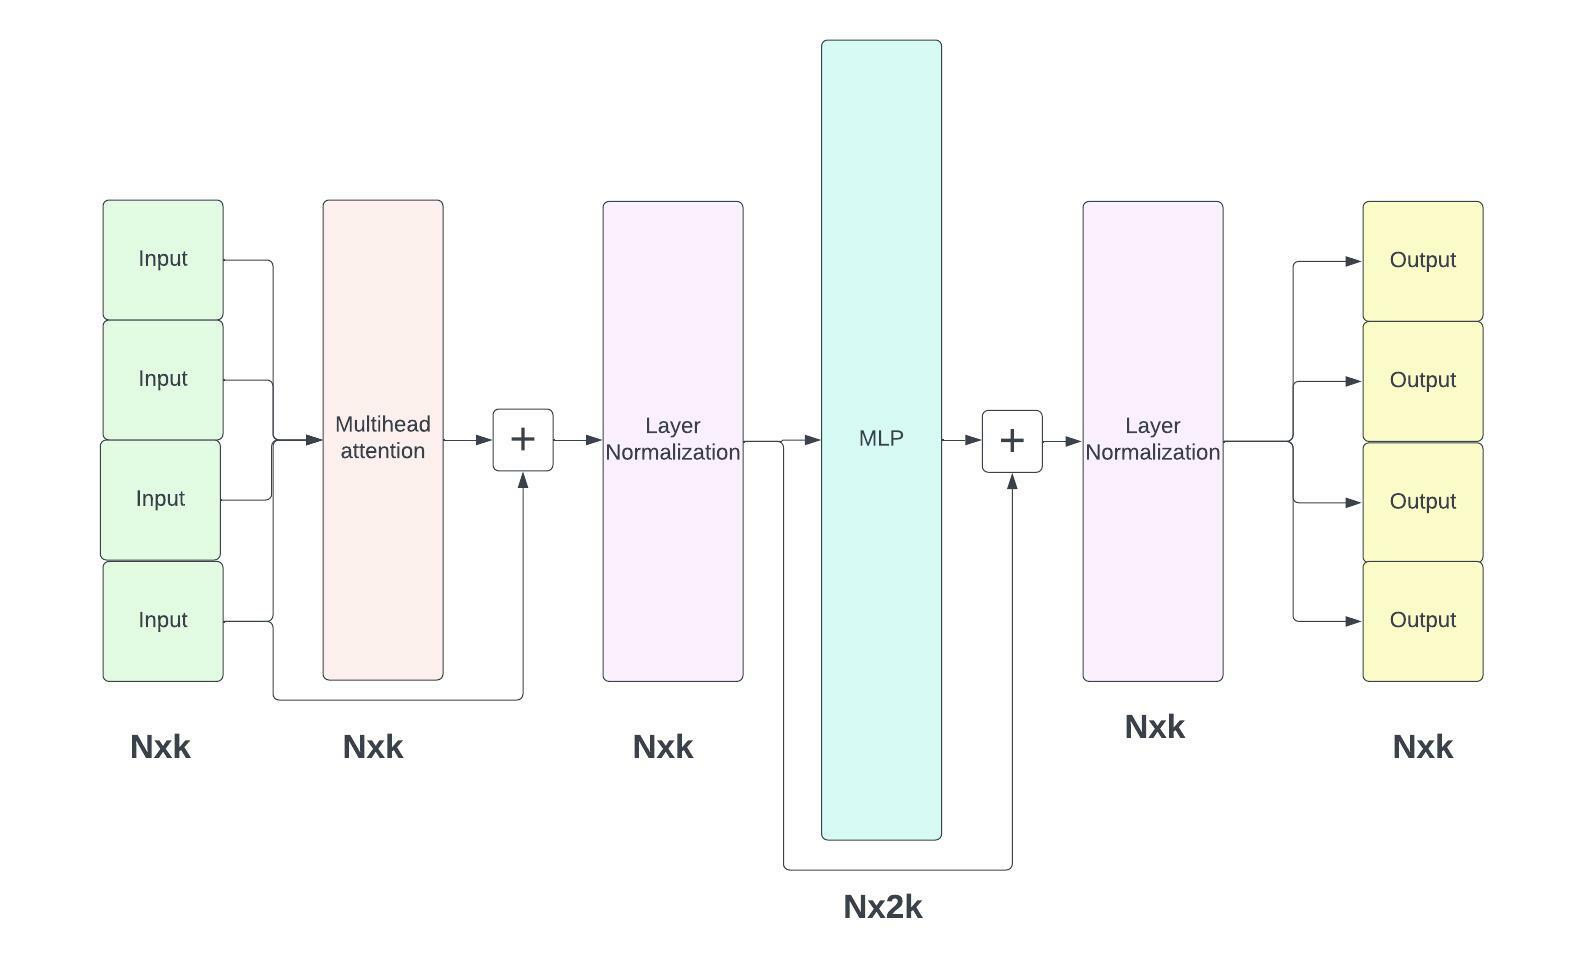 Input
Input
Input
Input
Nxk
Multihead
attention
Nxk
+
Layer
Normalization
Nxk
MLP
Nx2k
+
Layer
Normalization
Nxk
Output
Output
Output
Output
Nxk